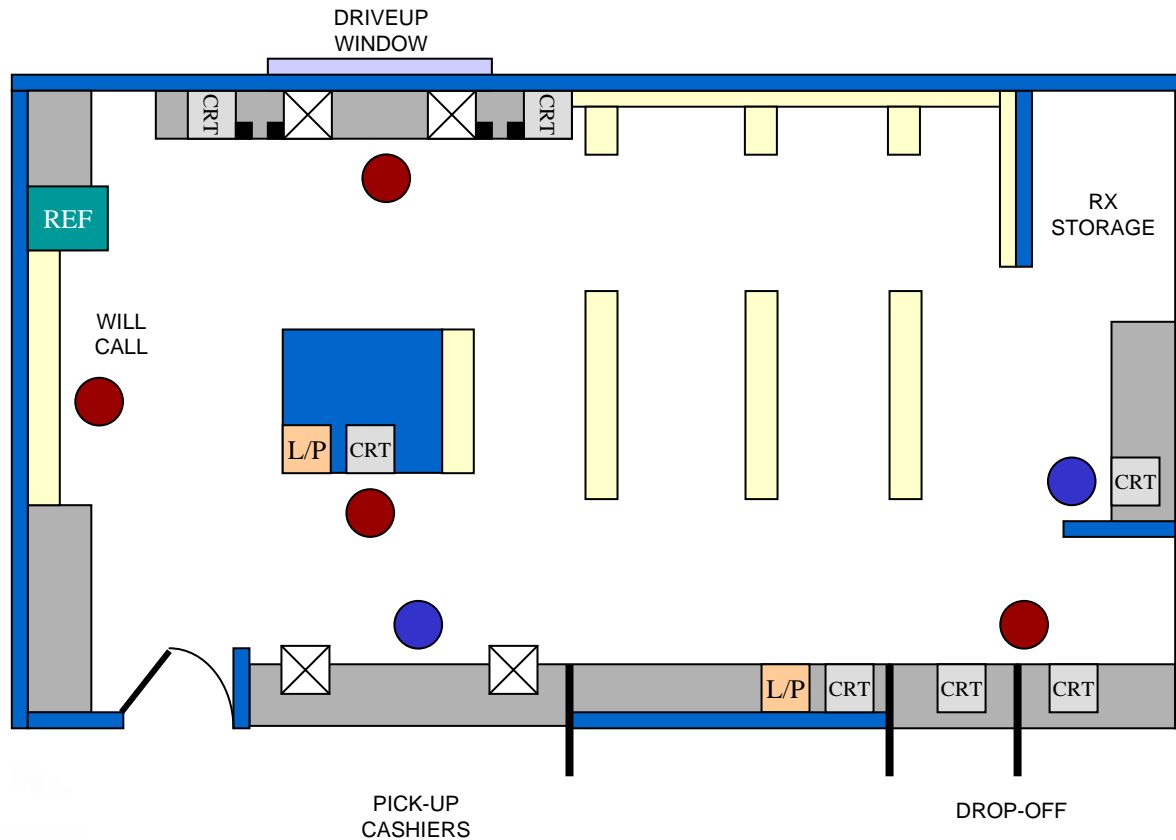 DRIVEUP
WINDOW
CRT
CRT
REF
RX
STORAGE
WILL
CALL
L/P
CRT
CRT
L/P
CRT
CRT
CRT
PICK-UP
CASHIERS
DROP-OFF